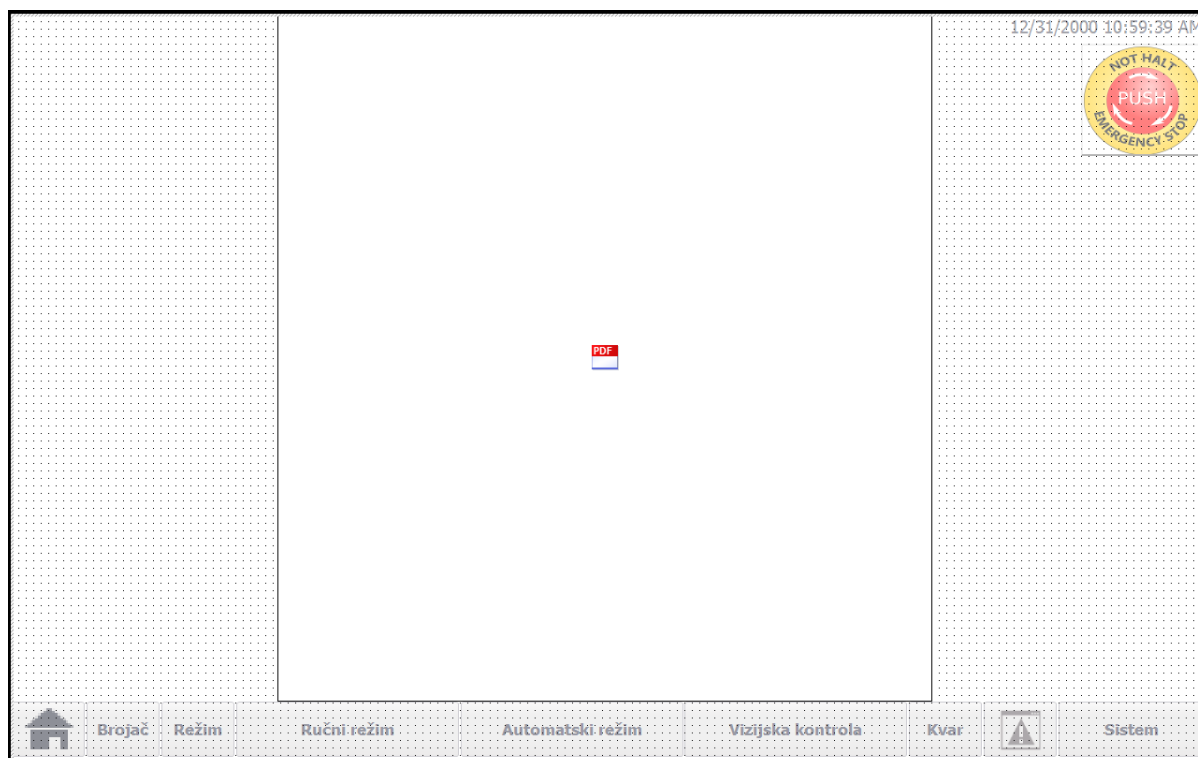 12/31/2000 10:59:39 AM
NOT HALT
PUSH
EMERGENCY STOP
PDF
Brojač
Režim
Ručni režim
Automatski režim
Vizijska kontrola
Kvar
Sistem